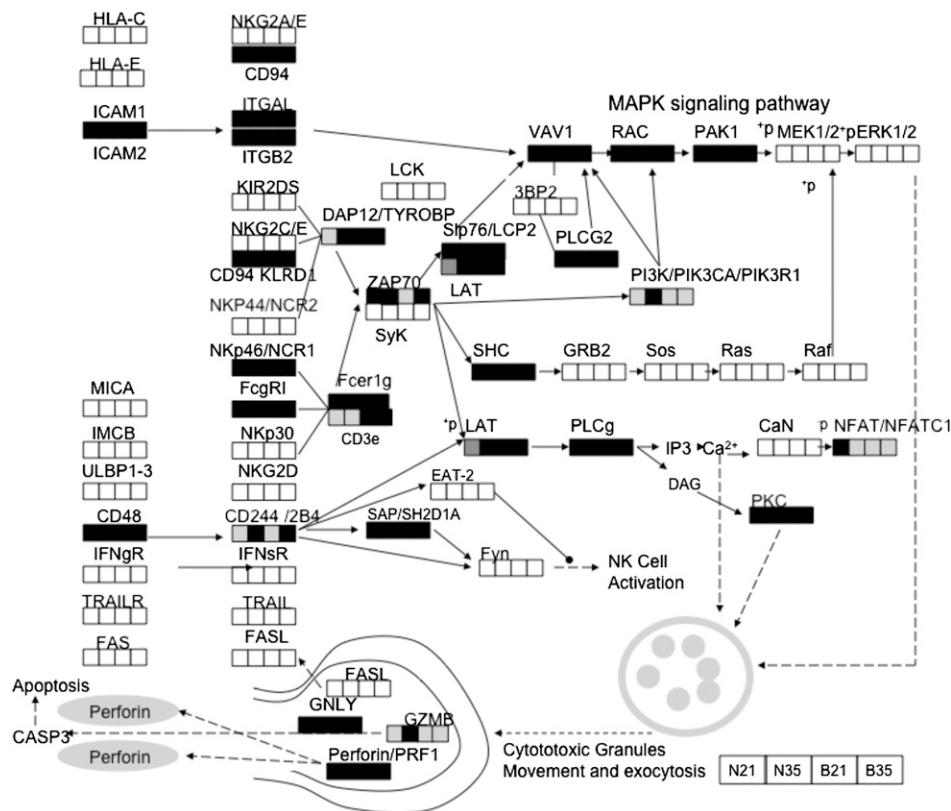 HLA-C
NKG2A/E
HLA-E
CD94
ICAM1
ITGAL
MAPK signaling pathway
ICAM2
ITGB2
VAV1
RAC
PAK1
+p
MEK1/2
+p
ERK1/2
LCK
+p
KIR2DS
3BP2
DAP12/TYROBP
NKG2C/E
Slp76/LCP2
PLCG2
CD94 KLRD1
ZAP70
PI3K/PIK3CA/PIK3R1
LAT
NKP44/NCR2
SyK
NKp46/NCR1
SHC
GRB2
Sos
Ras
Raf
MICA
FcgRI
Fcer1g
IMCB
NKp30
CD3e
+p
LAT
PLCg
IP3
Ca2+
CaN
p
NFAT/NFATC1
ULBP1-3
NKG2D
EAT-2
DAG
PKC
CD48
CD244 /2B4
SAP/SH2D1A
IFNgR
IFNsR
Fyn
NK Cell
Activation
TRAILR
TRAIL
FAS
FASL
FASL
Apoptosis
Perforin
GNLY
GZMB
CASP3
Perforin
Perforin/PRF1
Cytototoxic Granules
Movement and exocytosis
N21 N35 B21 B35